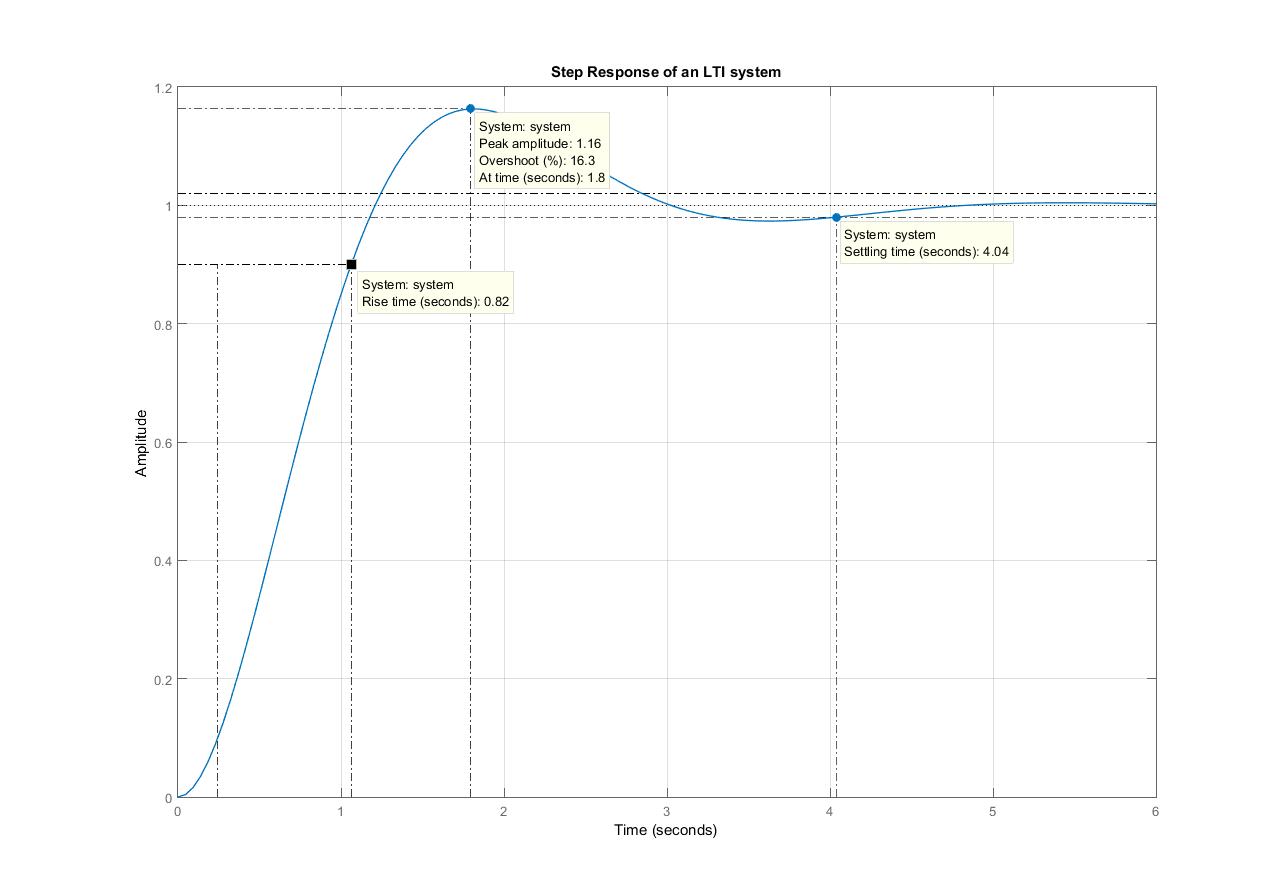 Step Response of an LTI system
1.2
System: system
Peak amplitude: 1.16
Overshoot (%): 16.3
At time (seconds): 1.8
1
System: system
Settling time (seconds): 4.04
System: system
Rise time (seconds): 0.82
0.8
0.6
Amplitude
0.4
0.2
0
0 1 2 3 4 5 6
Time (seconds)